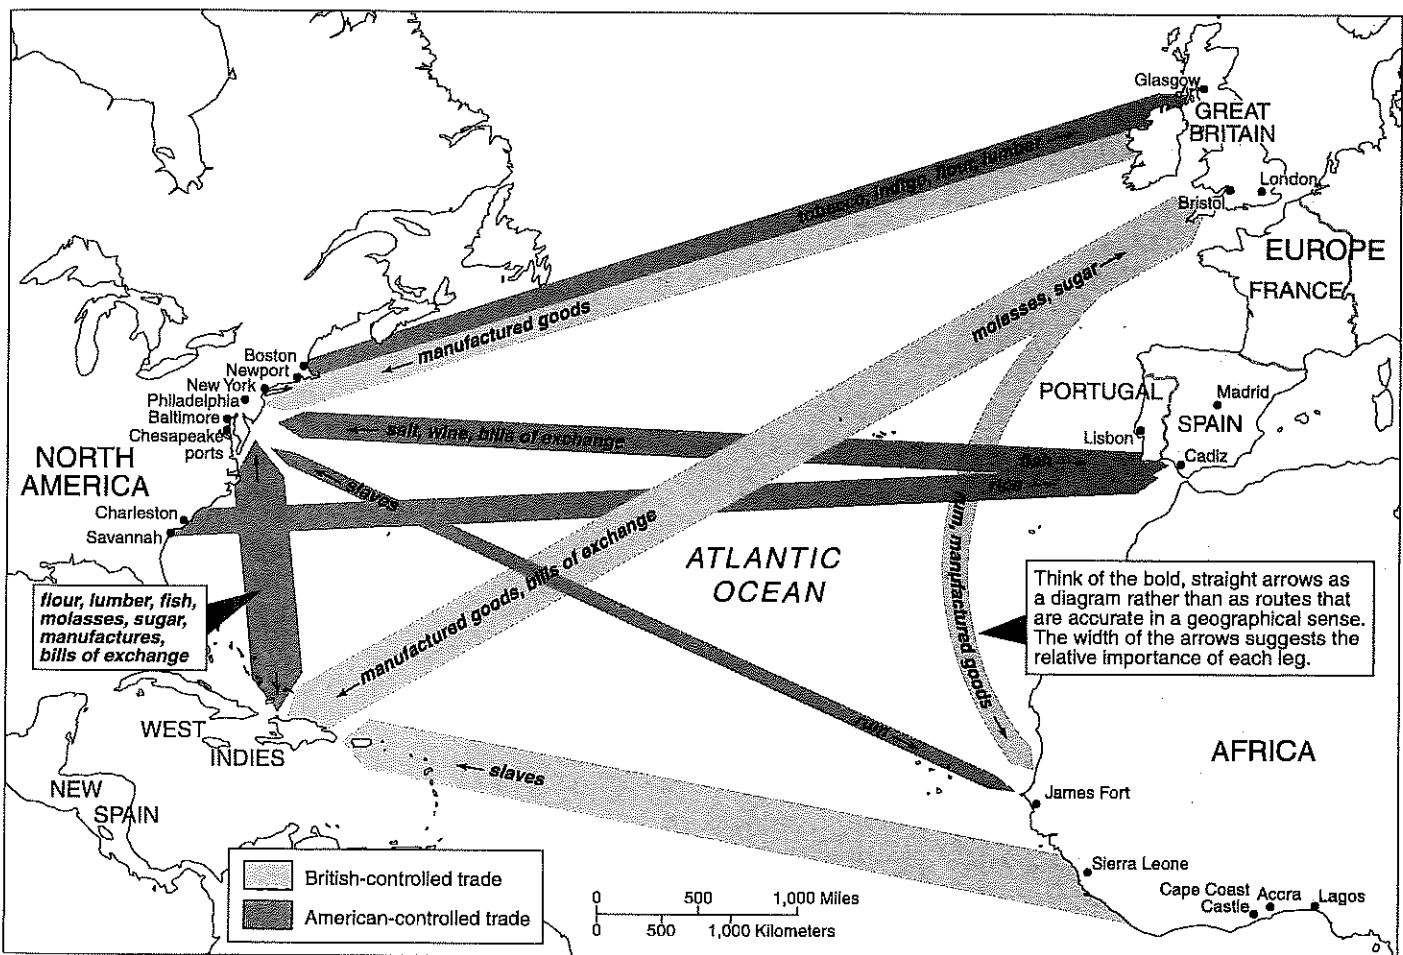 Glasgow
GREAT
BRITAIN
London
Bristol
EUROPE
FRANCE
tobacco, indigo, flour, lumber
manufactured goods
molasses, sugar
Boston
Newport
New York
Philadelphia
Baltimore
Chesapeake
ports
NORTH
AMERICA
Charleston
Savannah
PORTUGAL
Madrid
SPAIN
Lisbon
Cadiz
salt, wine, bills of exchange
fish
rice
slaves
rum, manufactured goods
manufactured goods, bills of exchange
ATLANTIC
OCEAN
flour, lumber, fish,
molasses, sugar,
manufactures,
bills of exchange
Think of the bold, straight arrows as
a diagram rather than as routes that
are accurate in a geographical sense.
The width of the arrows suggests the
relative importance of each leg.
WEST
INDIES
NEW
SPAIN
rum
slaves
AFRICA
James Fort
Sierra Leone
Cape Coast
Castle
Accra
Lagos
British-controlled trade
American-controlled trade
0 500 1,000 Miles
0 500 1,000 Kilometers